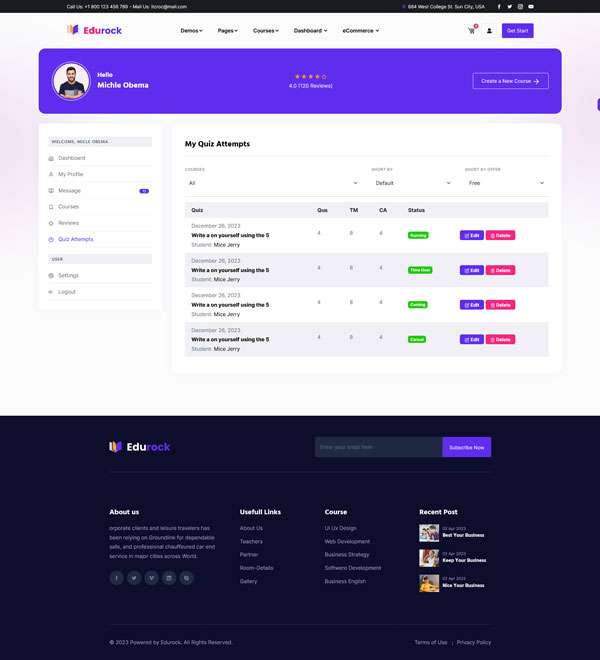 Call Us: +1 800 123 456 789 - Mail Us: Itcroc@mail.com
684 West College St. Sun City, USA
Edurock
Demos
Pages
Courses
Dashboard
eCommerce
Get Start
Hello
Michle Obema
4.0 (120 Reviews)
Create a New Course
WELCOME, MICLE OBEMA
Dashboard
My Profile
Message
Courses
Reviews
Quiz Attempts
USER
Settings
Logout
My Quiz Attempts
COURSES
SHORT BY
SHORT BY OFFER
All
Default
Free
Quiz Qus TM CA Status
December 26, 2023
Write a on yourself using the 5
Student: Mice Jerry
4 8 4 Running Edit Delete
December 26, 2023
Write a on yourself using the 5
Student: Mice Jerry
4 8 4 Time Over Edit Delete
December 26, 2023
Write a on yourself using the 5
Student: Mice Jerry
4 8 4 Coming Edit Delete
December 26, 2023
Write a on yourself using the 5
Student: Mice Jerry
4 8 4 Cancel Edit Delete
Edurock
Enter your email here
Subscribe Now
About us
orporate clients and leisure travelers has
been relying on Groundlink for dependable
safe, and professional chauffeured car end
service in major cities across World.
Usefull Links
About Us
Teachers
Partner
Room-Details
Gallery
Course
Ui Ux Design
Web Development
Business Strategy
Softwere Development
Business English
Recent Post
02 Apr 2023
Best Your Business
02 Apr 2023
Keep Your Business
02 Apr 2023
Nice Your Business
© 2023 Powered by Edurock. All Rights Reserved.
Terms of Use | Privacy Policy